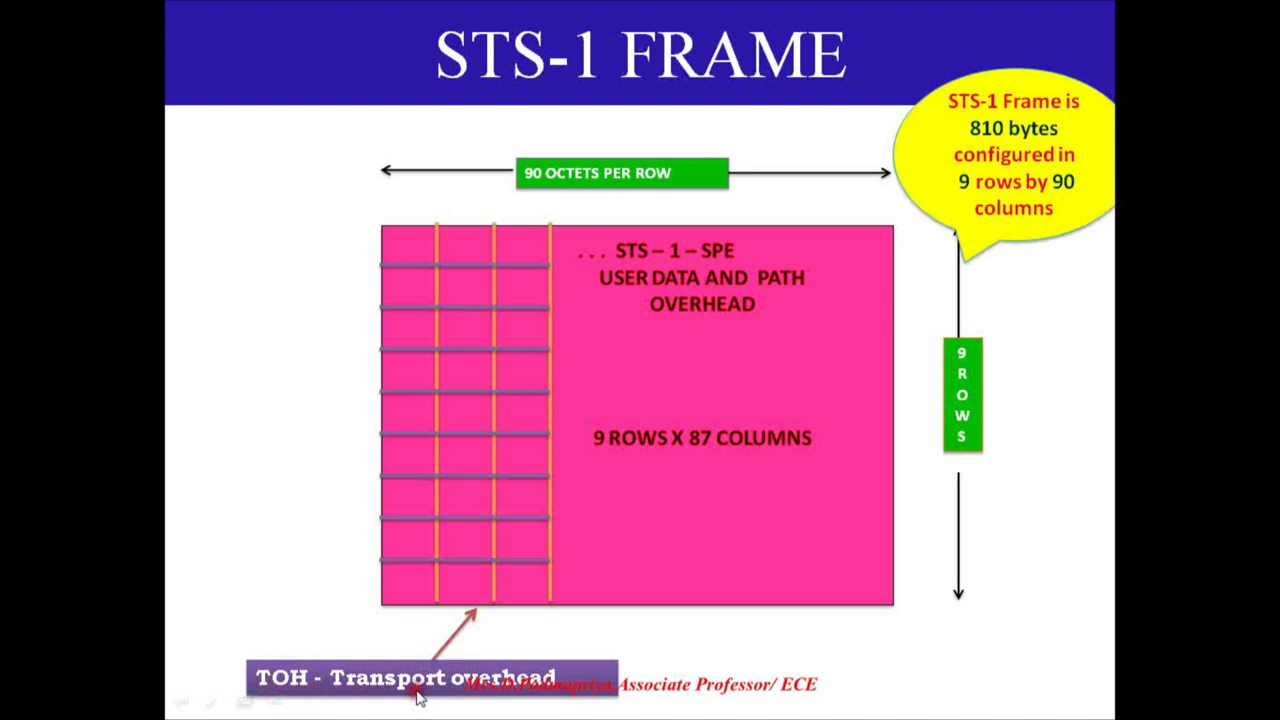 STS-1 FRAME
STS-1 Frame is
810 bytes
configured in
9 rows by 90
columns
90 OCTETS PER ROW
. . . STS – 1 – SPE
USER DATA AND PATH
OVERHEAD
9 ROWS X 87 COLUMNS
9
R
O
W
S
TOH - Transport overhead
Mrs.D.Padmapriya,Associate Professor/ ECE